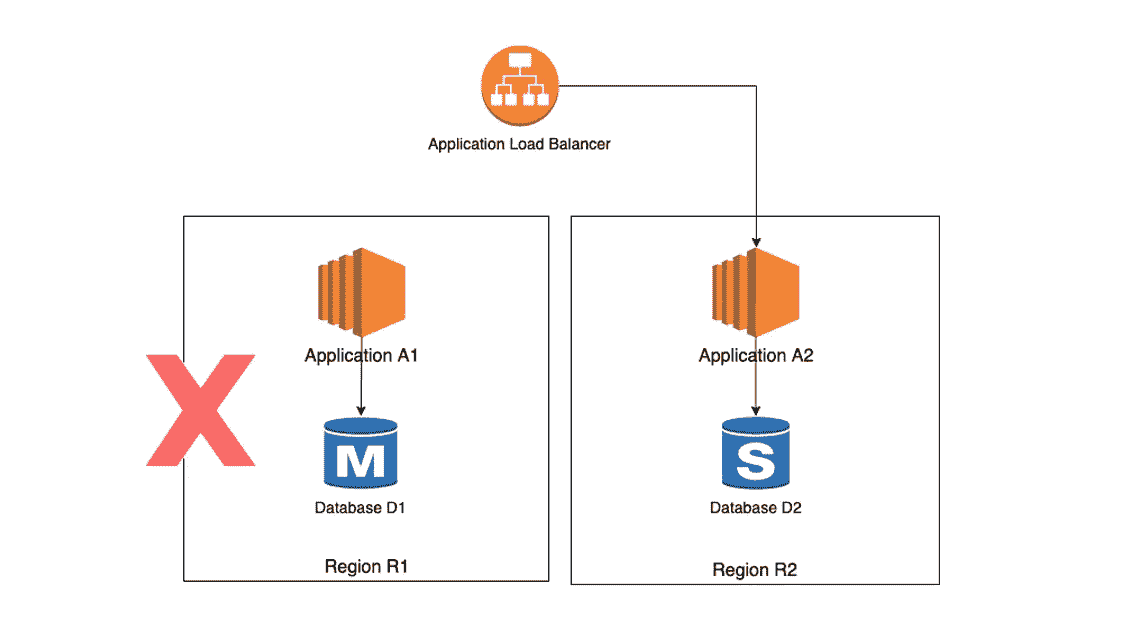 Application Load Balancer
Application A1
Application A2
M
S
Database D1
Database D2
Region R1
Region R2